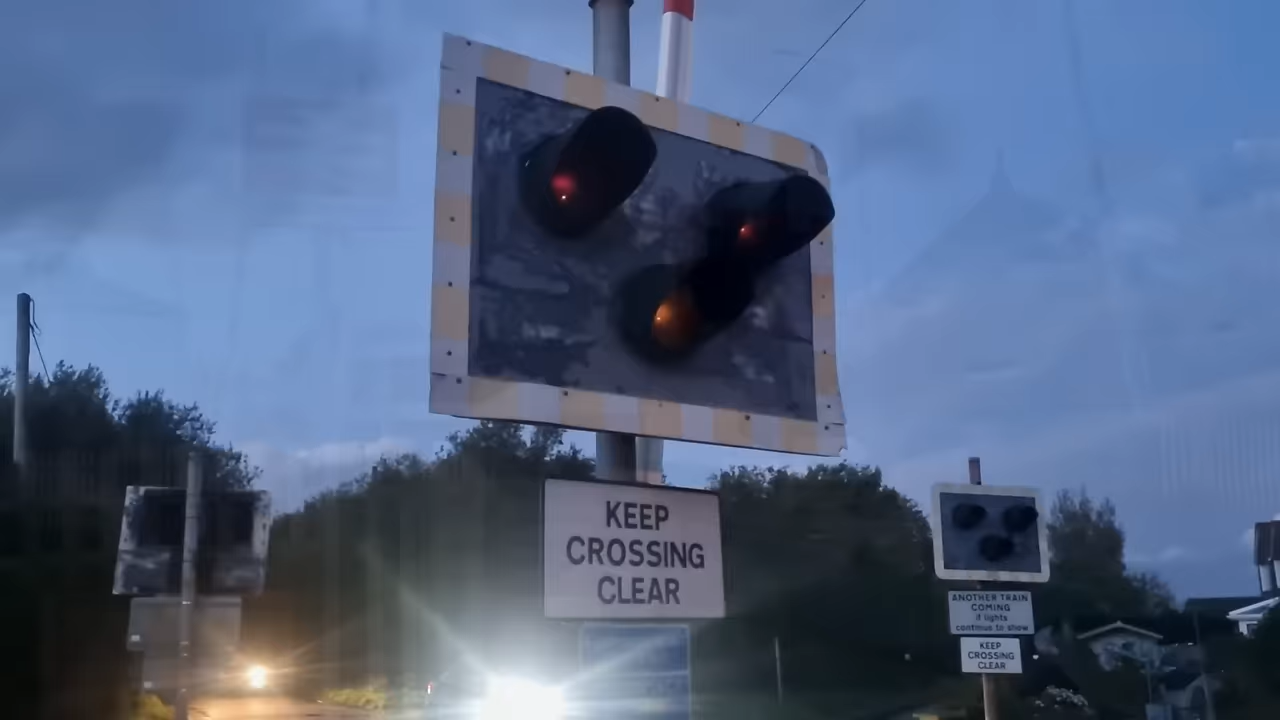 KEEP
CROSSING
CLEAR
ANOTHER TRAIN
COMING
if lights
continue to show
KEEP
CROSSING
CLEAR